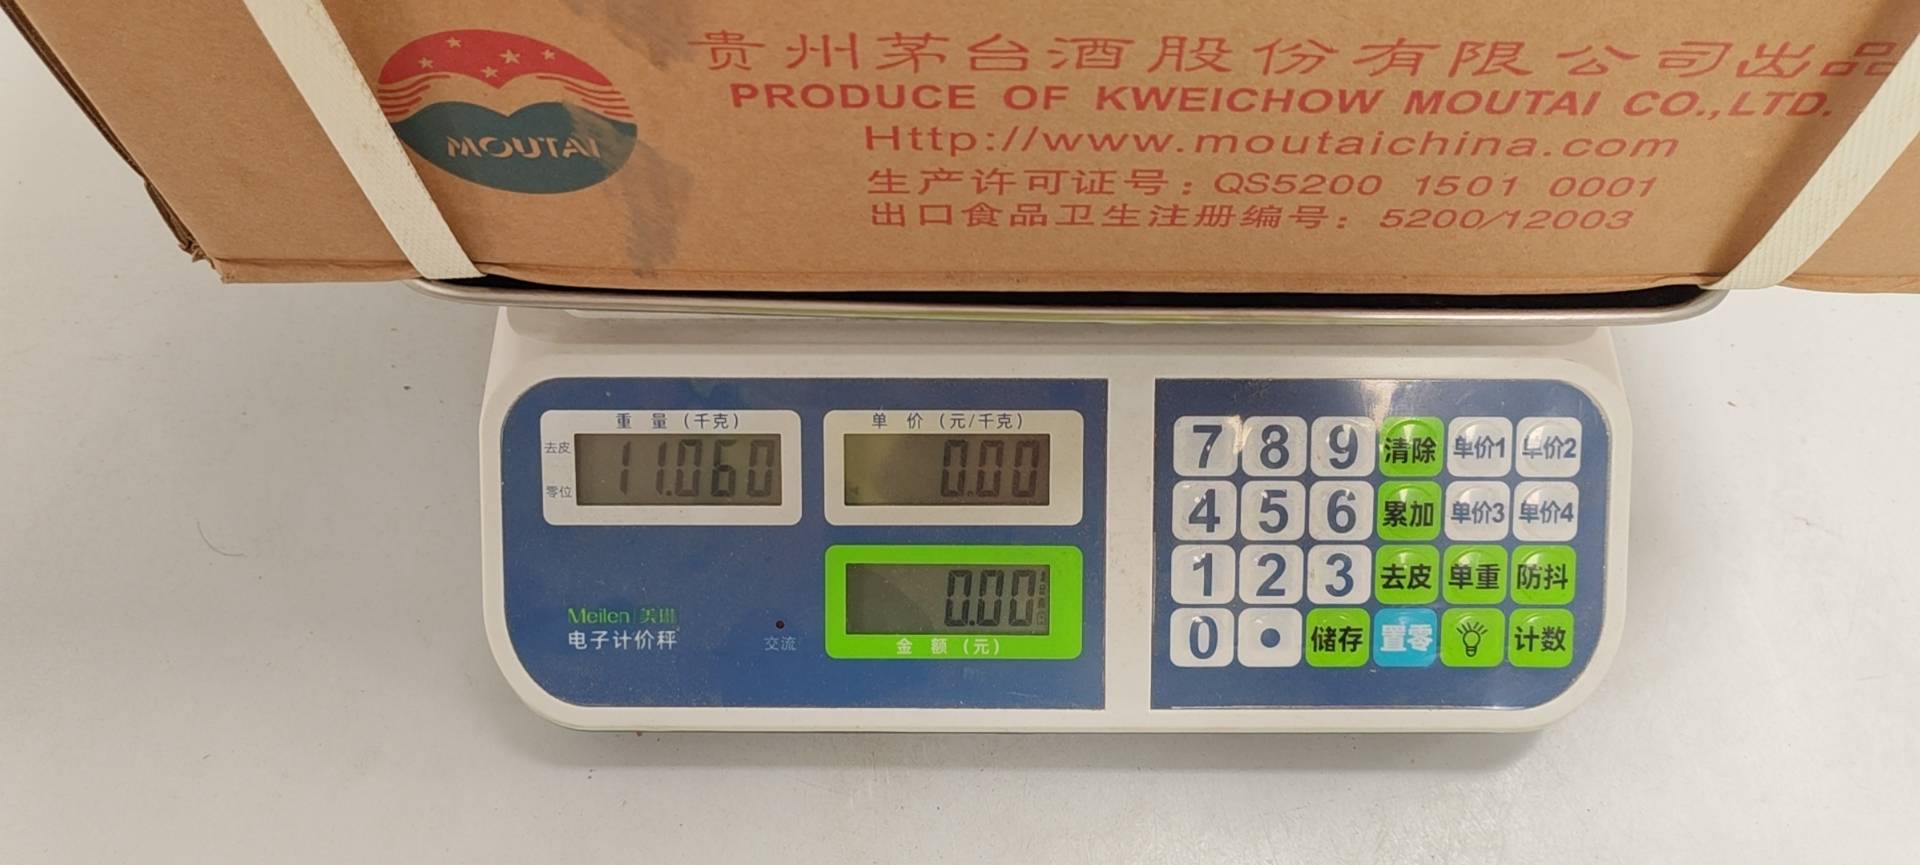 MOUTAI
贵州茅台酒股份有限公司出品
PRODUCE OF KWEICHOW MOUTAI CO.,LTD.
Http://www.moutaichina.com
生产许可证号：QS5200 1501 0001
出口食品卫生注册编号：5200/12003
重量（千克）
去皮
零位
11.060
单价（元/千克）
0.00
0.00
金额（元）
Meilen 美琳
电子计价秤
交流
7 8 9 清除 单价1 单价2
4 5 6 累加 单价3 单价4
1 2 3 去皮 单重 防抖
0 • 储存 置零 计数